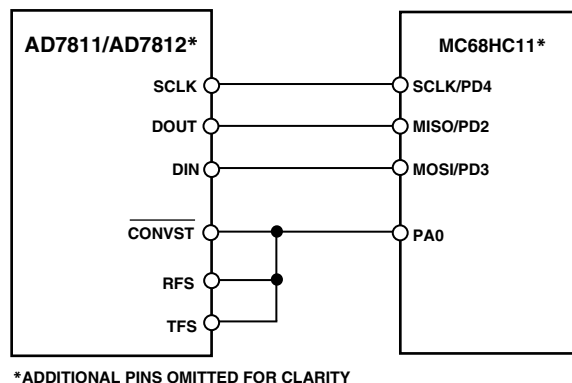 AD7811/AD7812*
MC68HC11*
SCLK
SCLK/PD4
DOUT
MISO/PD2
DIN
MOSI/PD3
CONVST
PA0
RFS
TFS
*ADDITIONAL PINS OMITTED FOR CLARITY